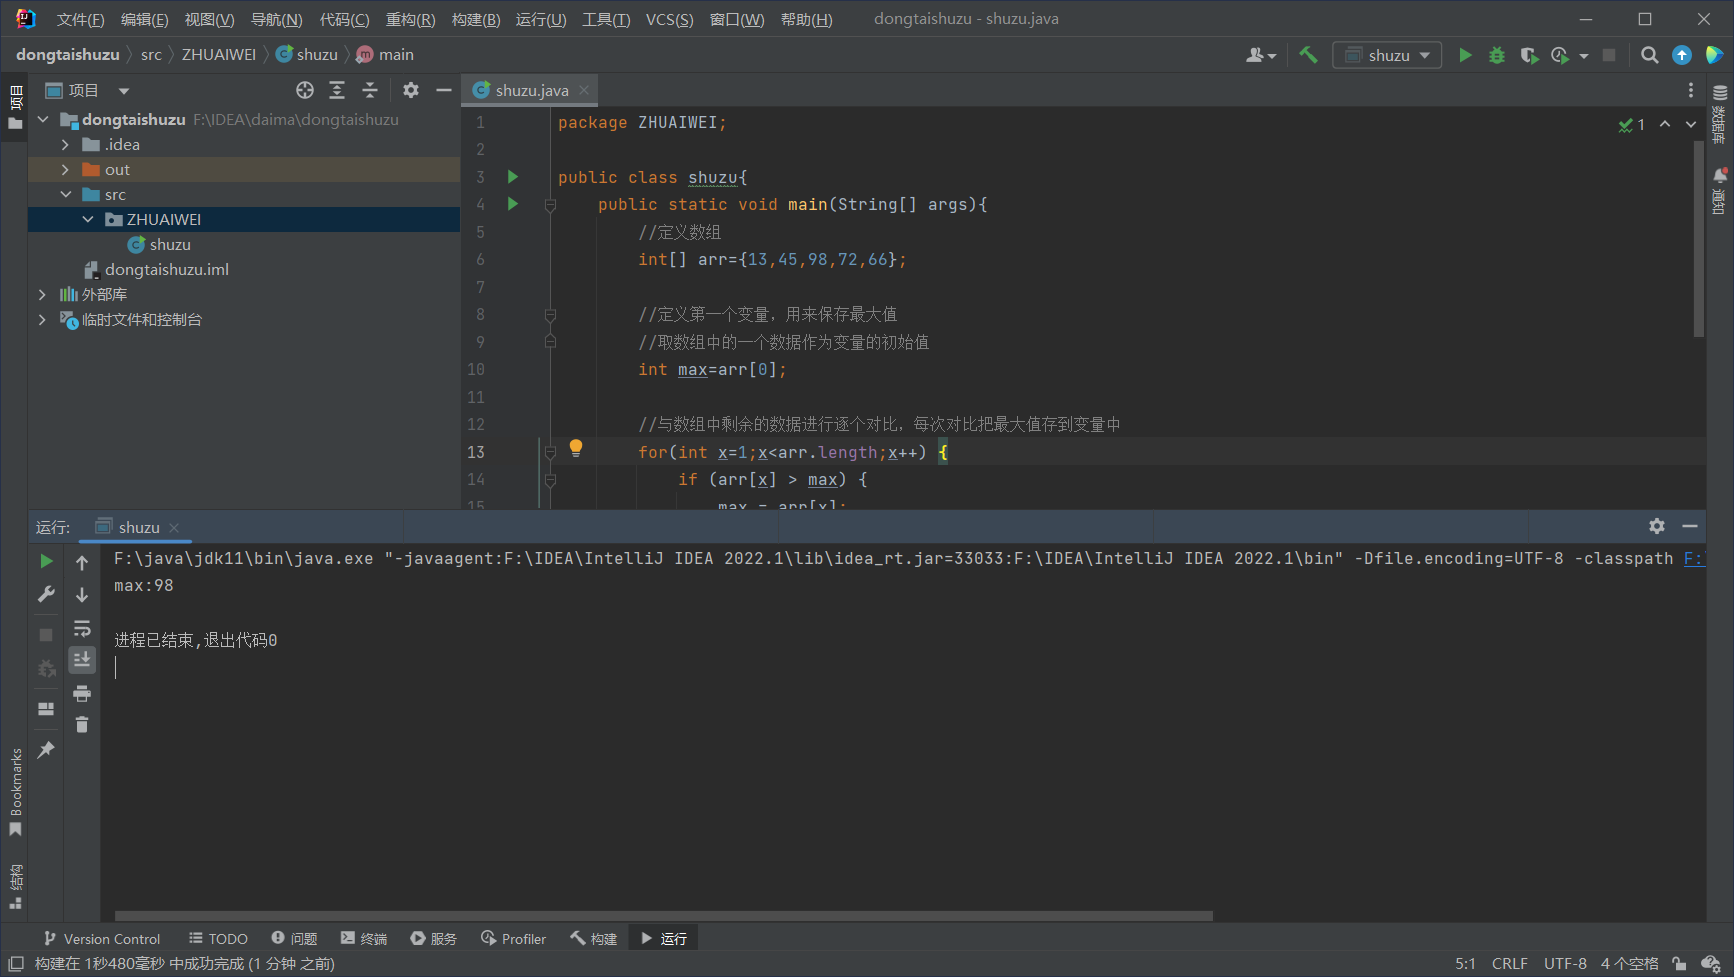 文件(F) 编辑(E) 视图(V) 导航(N) 代码(C) 重构(R) 构建(B) 运行(U) 工具(T) VCS(S) 窗口(W) 帮助(H) dongtaishuzu - shuzu.java
dongtaishuzu src ZHUAIWEI shuzu main
shuzu
项目
项目
dongtaishuzu F:\IDEA\daima\dongtaishuzu
.idea
out
src
ZHUAIWEI
shuzu
dongtaishuzu.iml
外部库
临时文件和控制台
shuzu.java
1 package ZHUAIWEI;
2
3 public class shuzu{
4 public static void main(String[] args){
5 //定义数组
6 int[] arr={13,45,98,72,66};
7
8 //定义第一个变量，用来保存最大值
9 //取数组中的一个数据作为变量的初始值
10 int max=arr[0];
11
12 //与数组中剩余的数据进行逐个对比，每次对比把最大值存到变量中
13 for(int x=1;x<arr.length;x++) {
14 if (arr[x] > max) {
15 max = arr[x];
1
数据库
通知
运行: shuzu
F:\java\jdk11\bin\java.exe "-javaagent:F:\IDEA\IntelliJ IDEA 2022.1\lib\idea_rt.jar=33033:F:\IDEA\IntelliJ IDEA 2022.1\bin" -Dfile.encoding=UTF-8 -classpath F:
max:98
进程已结束,退出代码0
Bookmarks
结构
Version Control TODO 问题 终端 服务 Profiler 构建 运行
构建在 1秒480毫秒 中成功完成 (1 分钟 之前) 5:1 CRLF UTF-8 4 个空格